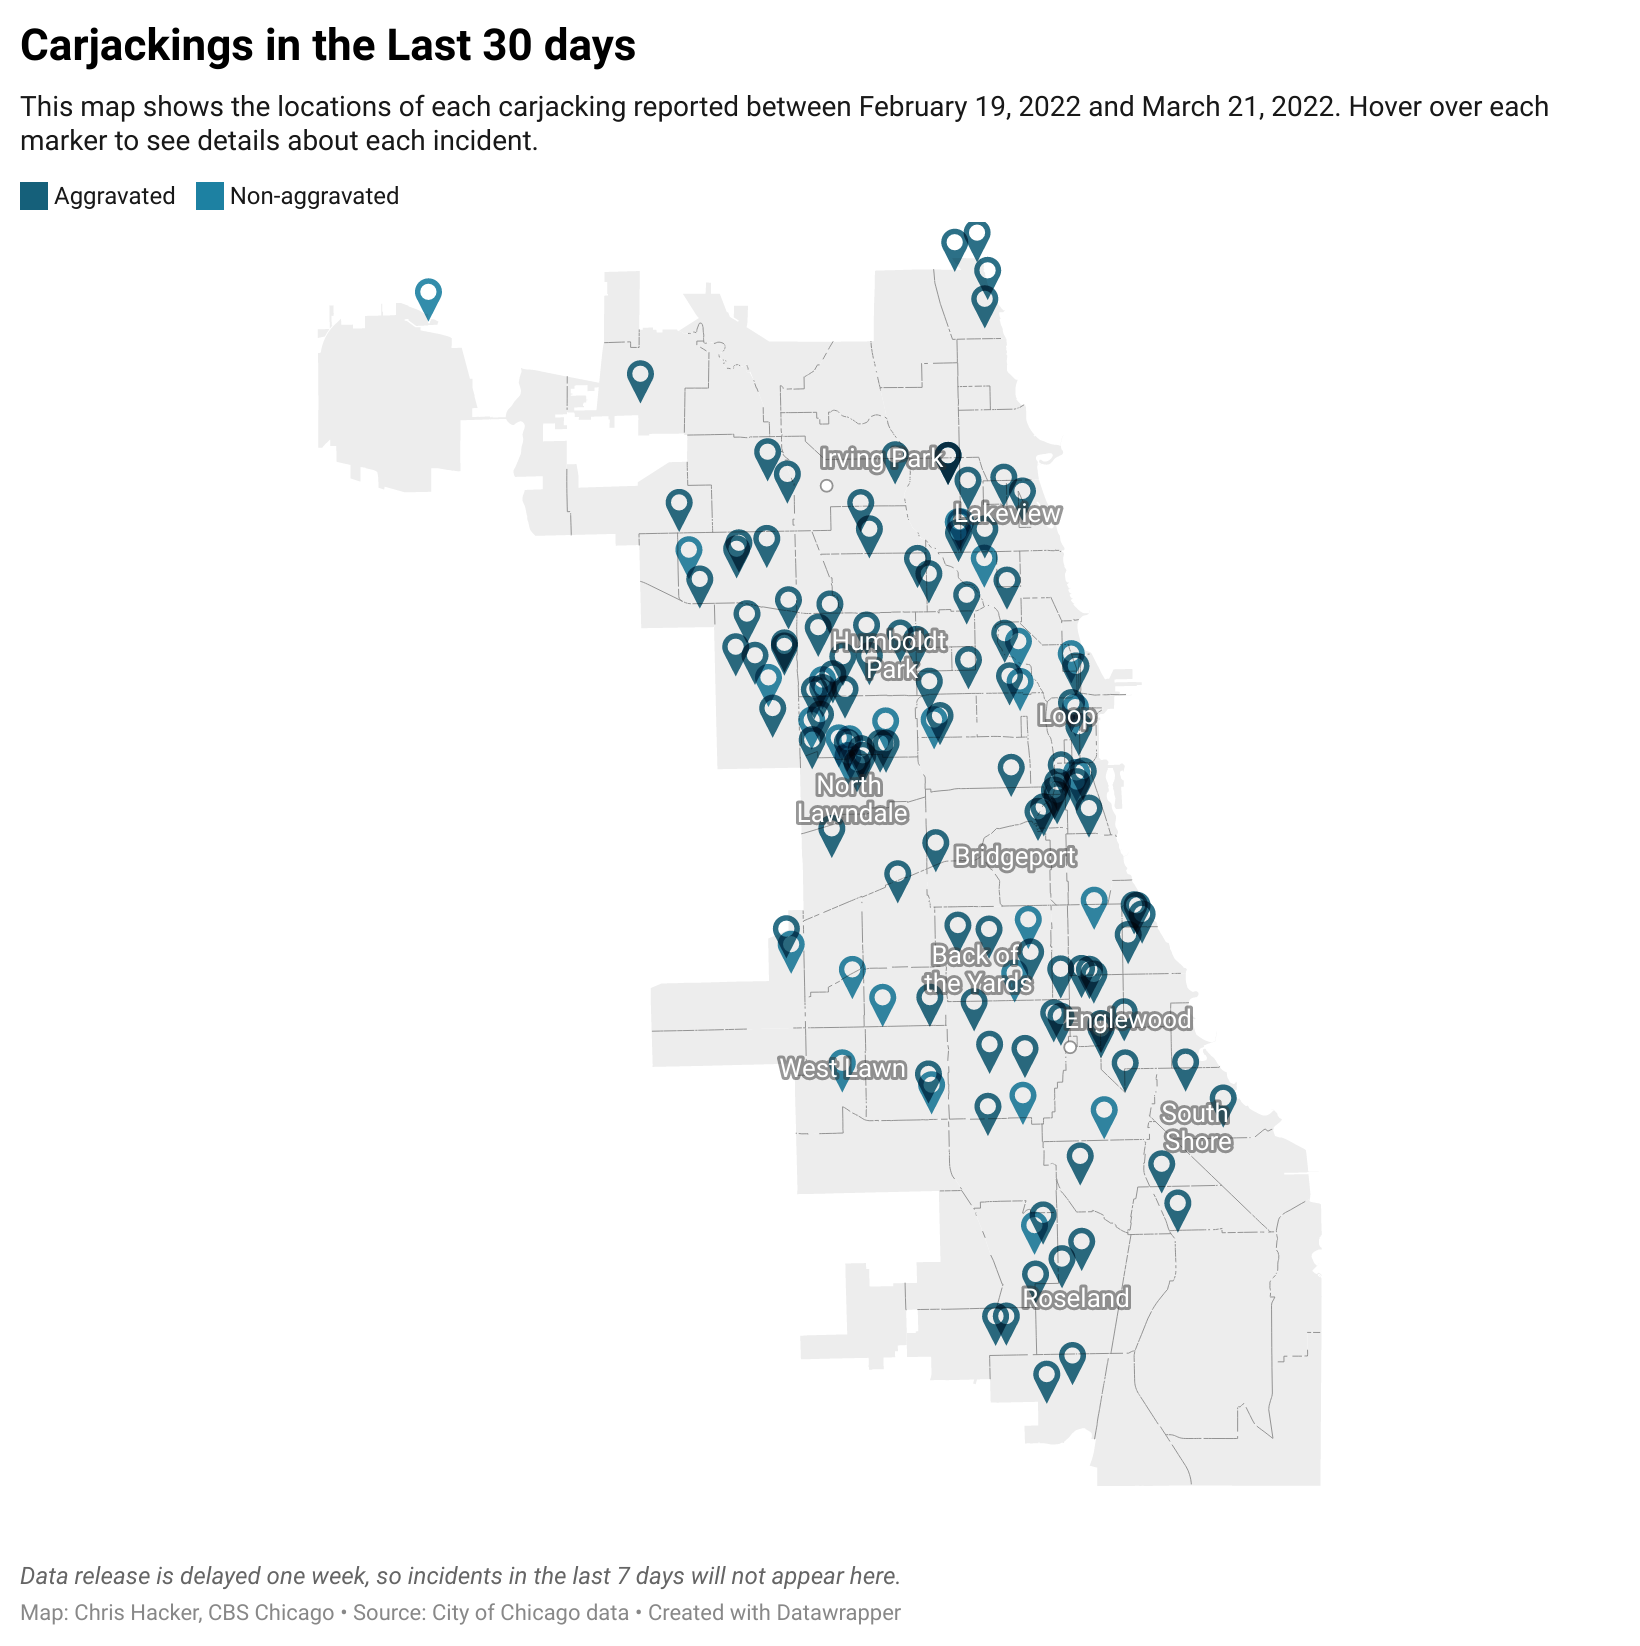 Carjackings in the Last 30 days
This map shows the locations of each carjacking reported between February 19, 2022 and March 21, 2022. Hover over each
marker to see details about each incident.
Aggravated Non-aggravated
Irving Park
Lakeview
Humboldt
Park
Loop
North
Lawndale
Bridgeport
Back of
the Yards
Englewood
West Lawn
South
Shore
Roseland
Data release is delayed one week, so incidents in the last 7 days will not appear here.
Map: Chris Hacker, CBS Chicago • Source: City of Chicago data • Created with Datawrapper